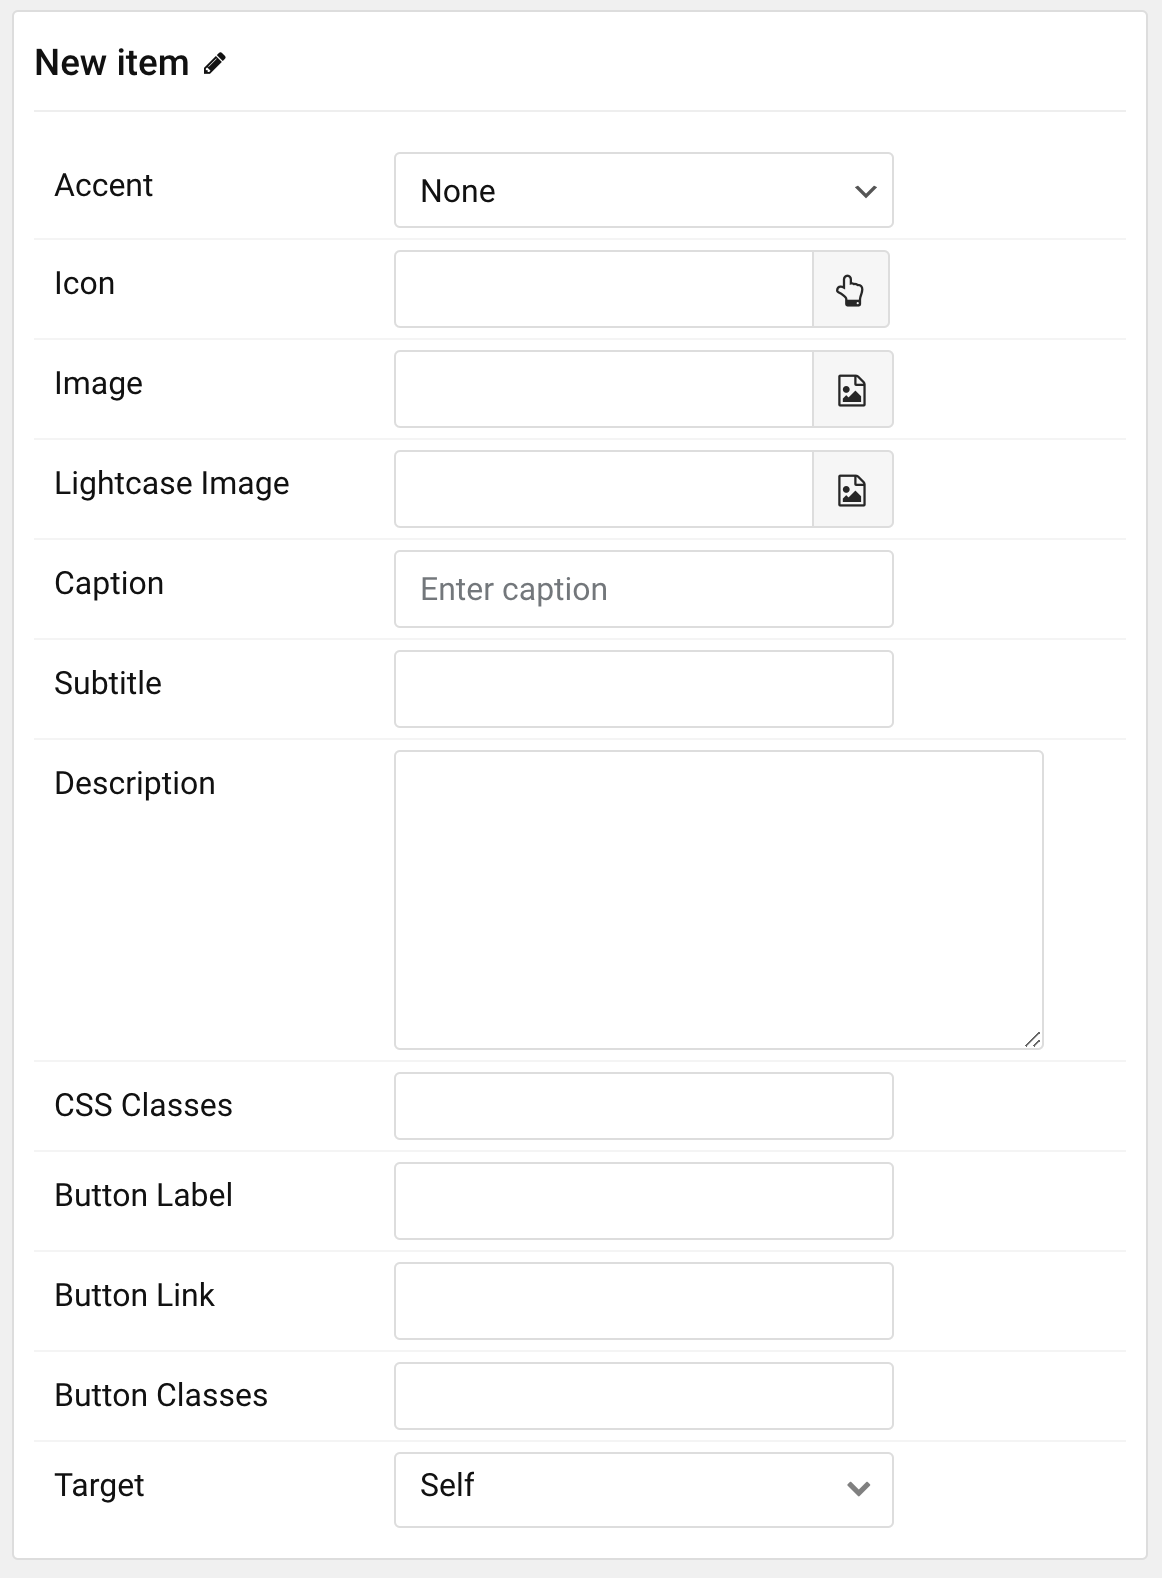 New item
Accent
None
Icon
Image
Lightcase Image
Caption
Enter caption
Subtitle
Description
CSS Classes
Button Label
Button Link
Button Classes
Target
Self